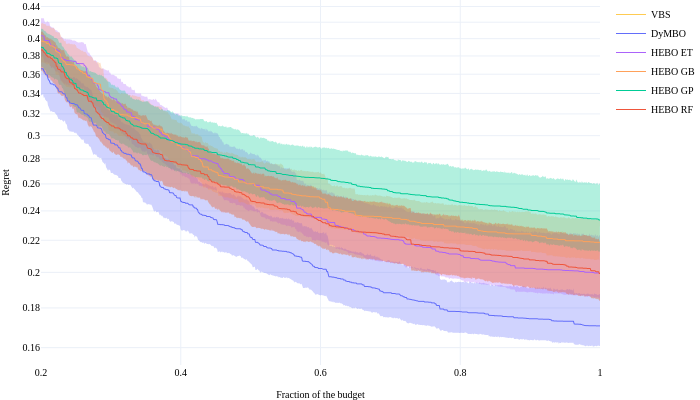 0.44
0.42
0.4
0.38
0.36
0.34
0.32
0.3
0.28
0.26
0.24
0.22
0.2
0.18
0.16
Regret
0.2
0.4
0.6
0.8
1
Fraction of the budget
VBS
DyMBO
HEBO ET
HEBO GB
HEBO GP
HEBO RF